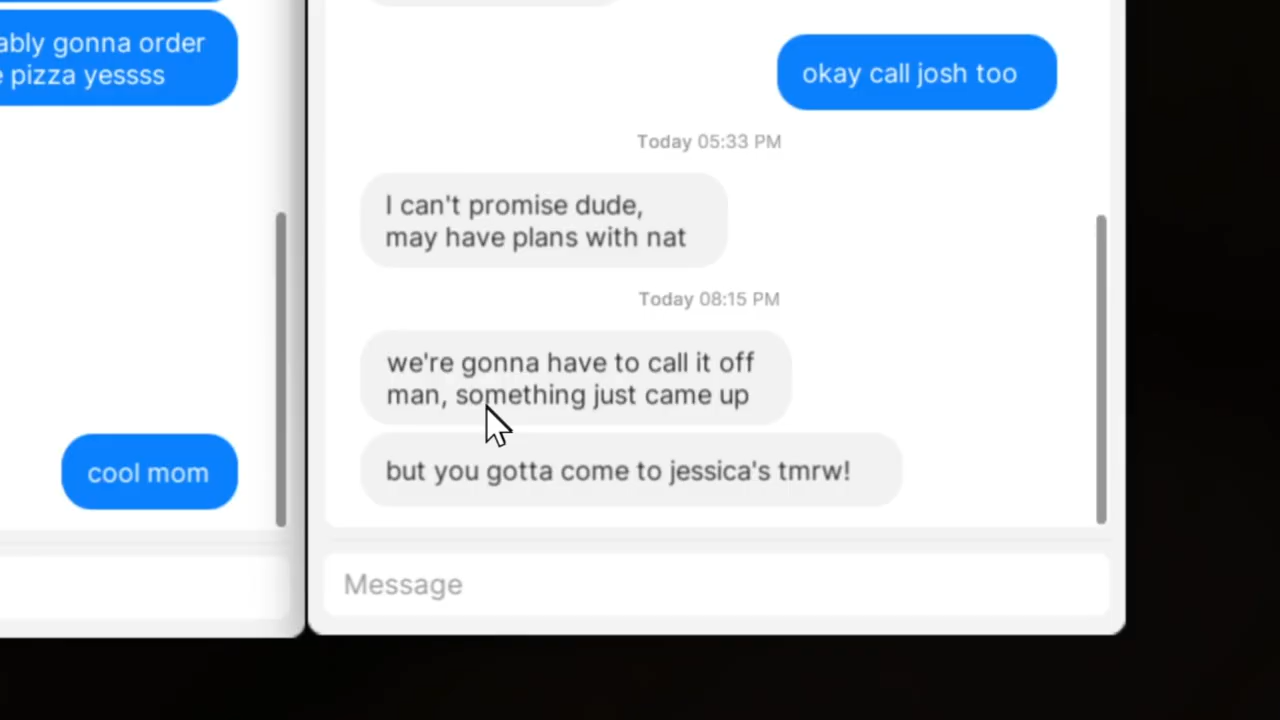 ably gonna order
pizza yessss
cool mom
okay call josh too
Today 05:33 PM
I can't promise dude,
may have plans with nat
Today 08:15 PM
we're gonna have to call it off
man, something just came up
but you gotta come to jessica's tmrw!
Message